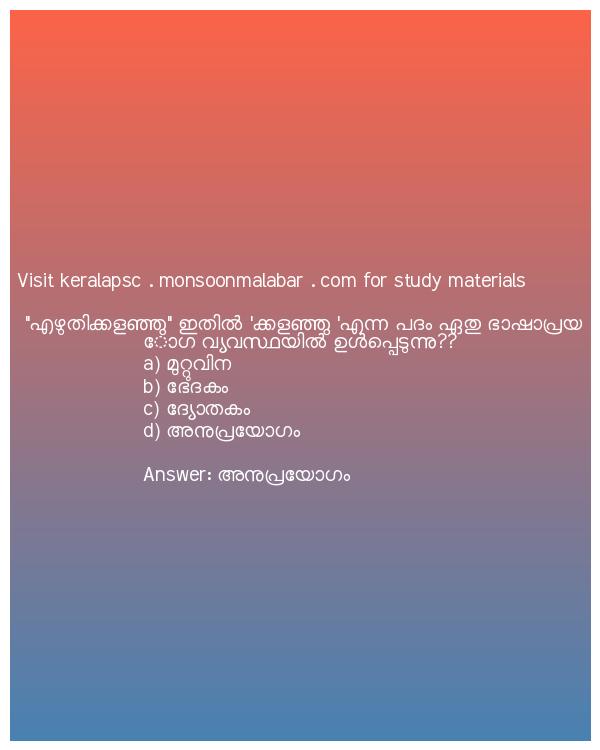 Visit keralapsc . monsoonmalabar . com for study materials
"എഴുതിക്കളഞ്ഞു" ഇതിൽ 'ക്കളഞ്ഞു 'എന്ന പദം ഏതു ഭാഷാപ്രയ
ോഗ വ്യവസ്ഥയിൽ ഉൾപ്പെടുന്നു??
a) മുറ്റുവിന
b) ഭേദകം
c) ദ്യോതകം
d) അനുപ്രയോഗം
Answer: അനുപ്രയോഗം